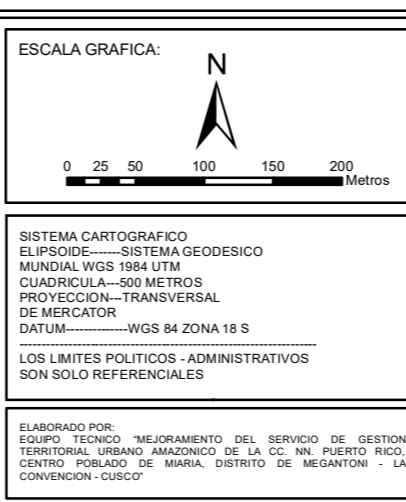 ESCALA GRAFICA:
N
0 25 50 100 150 200
Metros
SISTEMA CARTOGRAFICO
ELIPSOIDE-------SISTEMA GEODESICO
MUNDIAL WGS 1984 UTM
CUADRICULA---500 METROS
PROYECCION---TRANSVERSAL
DE MERCATOR
DATUM--------------WGS 84 ZONA 18 S
------------------------------------------------------------------
LOS LIMITES POLITICOS - ADMINISTRATIVOS
SON SOLO REFERENCIALES
ELABORADO POR:
EQUIPO TECNICO “MEJORAMIENTO DEL SERVICIO DE GESTION
TERRITORIAL URBANO AMAZONICO DE LA CC. NN. PUERTO RICO,
CENTRO POBLADO DE MIARIA, DISTRITO DE MEGANTONI - LA
CONVENCION - CUSCO”